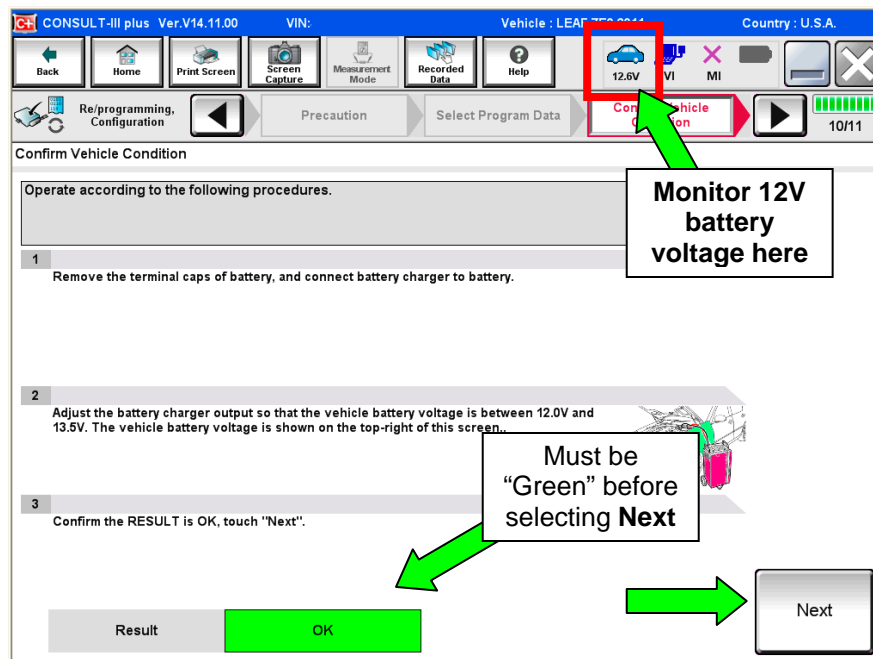 CONSULT-III plus Ver.V14.11.00 VIN: Vehicle : LEAF Country : U.S.A.
Back Home Print Screen Screen Capture Measurement Mode Recorded Data Help 12.6V VI MI
Re/programming, Configuration Precaution Select Program Data 10/11
Confirm Vehicle Condition
Operate according to the following procedures.
Monitor 12V
battery
voltage here
1
Remove the terminal caps of battery, and connect battery charger to battery.
2
Adjust the battery charger output so that the vehicle battery voltage is between 12.0V and
13.5V. The vehicle battery voltage is shown on the top-right of this screen..
Must be
“Green” before
selecting Next
3
Confirm the RESULT is OK, touch "Next".
Result OK
Next